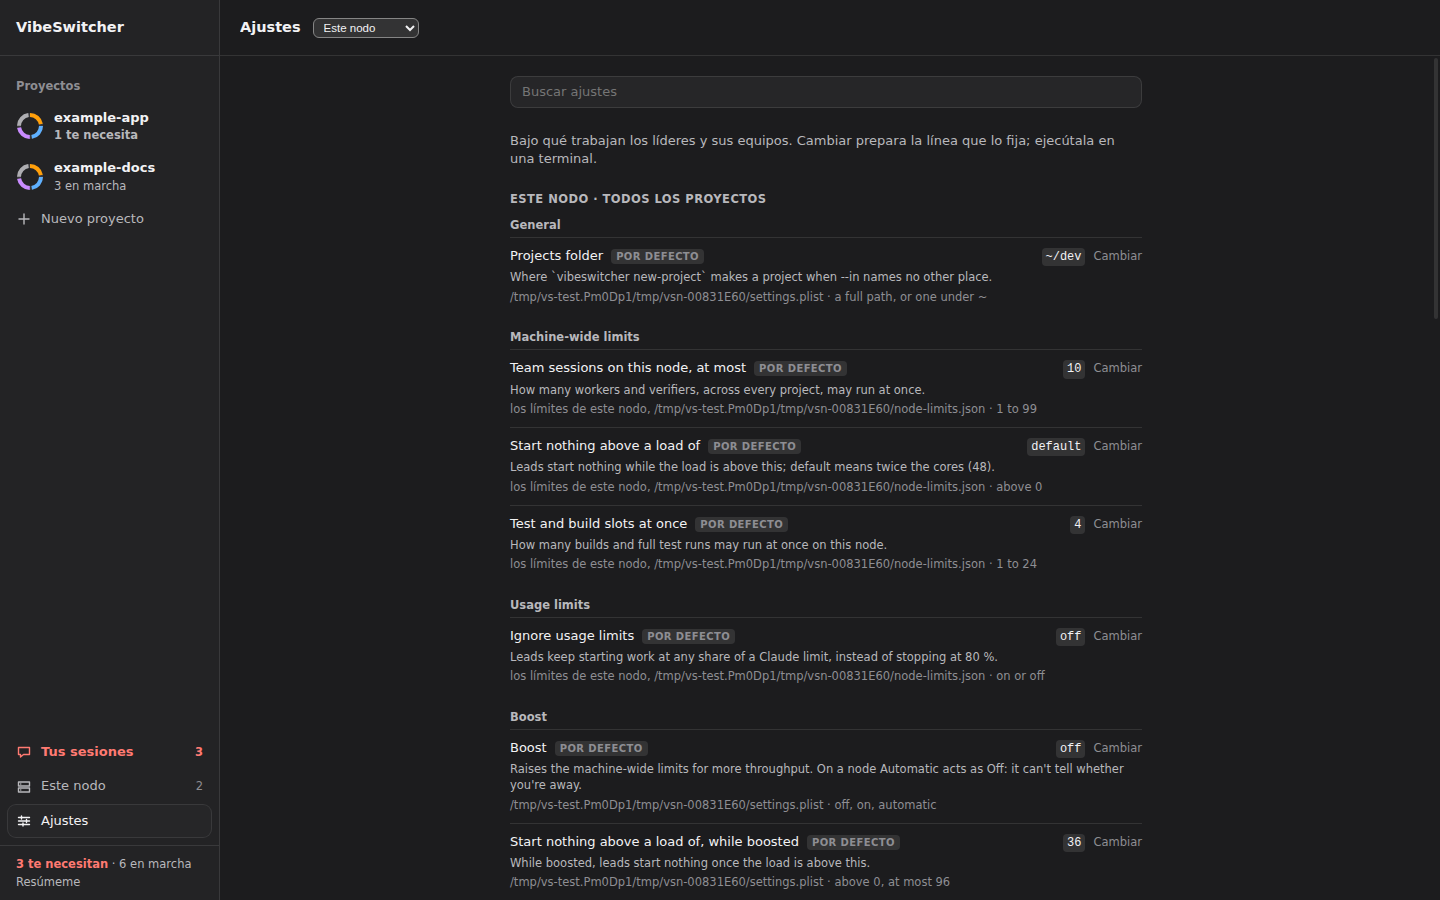 VibeSwitcher
Ajustes
Este nodo
Proyectos
example-app
1 te necesita
example-docs
3 en marcha
Nuevo proyecto
Tus sesiones 3
Este nodo 2
Ajustes
3 te necesitan · 6 en marcha
Resúmeme
Buscar ajustes
Bajo qué trabajan los líderes y sus equipos. Cambiar prepara la línea que lo fija; ejecútala en
una terminal.
ESTE NODO · TODOS LOS PROYECTOS
General
Projects folder POR DEFECTO ~/dev Cambiar
Where `vibeswitcher new-project` makes a project when --in names no other place.
/tmp/vs-test.Pm0Dp1/tmp/vsn-00831E60/settings.plist · a full path, or one under ~
Machine-wide limits
Team sessions on this node, at most POR DEFECTO 10 Cambiar
How many workers and verifiers, across every project, may run at once.
los límites de este nodo, /tmp/vs-test.Pm0Dp1/tmp/vsn-00831E60/node-limits.json · 1 to 99
Start nothing above a load of POR DEFECTO default Cambiar
Leads start nothing while the load is above this; default means twice the cores (48).
los límites de este nodo, /tmp/vs-test.Pm0Dp1/tmp/vsn-00831E60/node-limits.json · above 0
Test and build slots at once POR DEFECTO 4 Cambiar
How many builds and full test runs may run at once on this node.
los límites de este nodo, /tmp/vs-test.Pm0Dp1/tmp/vsn-00831E60/node-limits.json · 1 to 24
Usage limits
Ignore usage limits POR DEFECTO off Cambiar
Leads keep starting work at any share of a Claude limit, instead of stopping at 80 %.
los límites de este nodo, /tmp/vs-test.Pm0Dp1/tmp/vsn-00831E60/node-limits.json · on or off
Boost
Boost POR DEFECTO off Cambiar
Raises the machine-wide limits for more throughput. On a node Automatic acts as Off: it can't tell whether
you're away.
/tmp/vs-test.Pm0Dp1/tmp/vsn-00831E60/settings.plist · off, on, automatic
Start nothing above a load of, while boosted POR DEFECTO 36 Cambiar
While boosted, leads start nothing once the load is above this.
/tmp/vs-test.Pm0Dp1/tmp/vsn-00831E60/settings.plist · above 0, at most 96